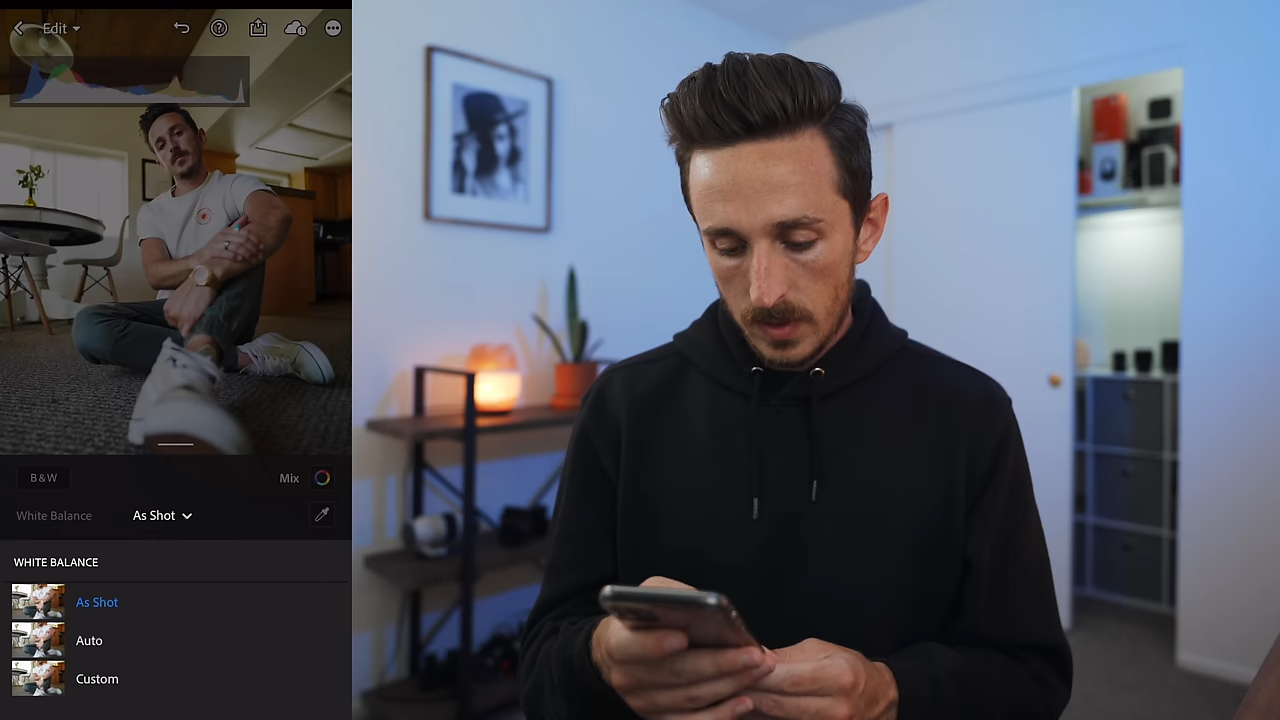 Edit
B&W
Mix
White Balance
As Shot
WHITE BALANCE
As Shot
Auto
Custom